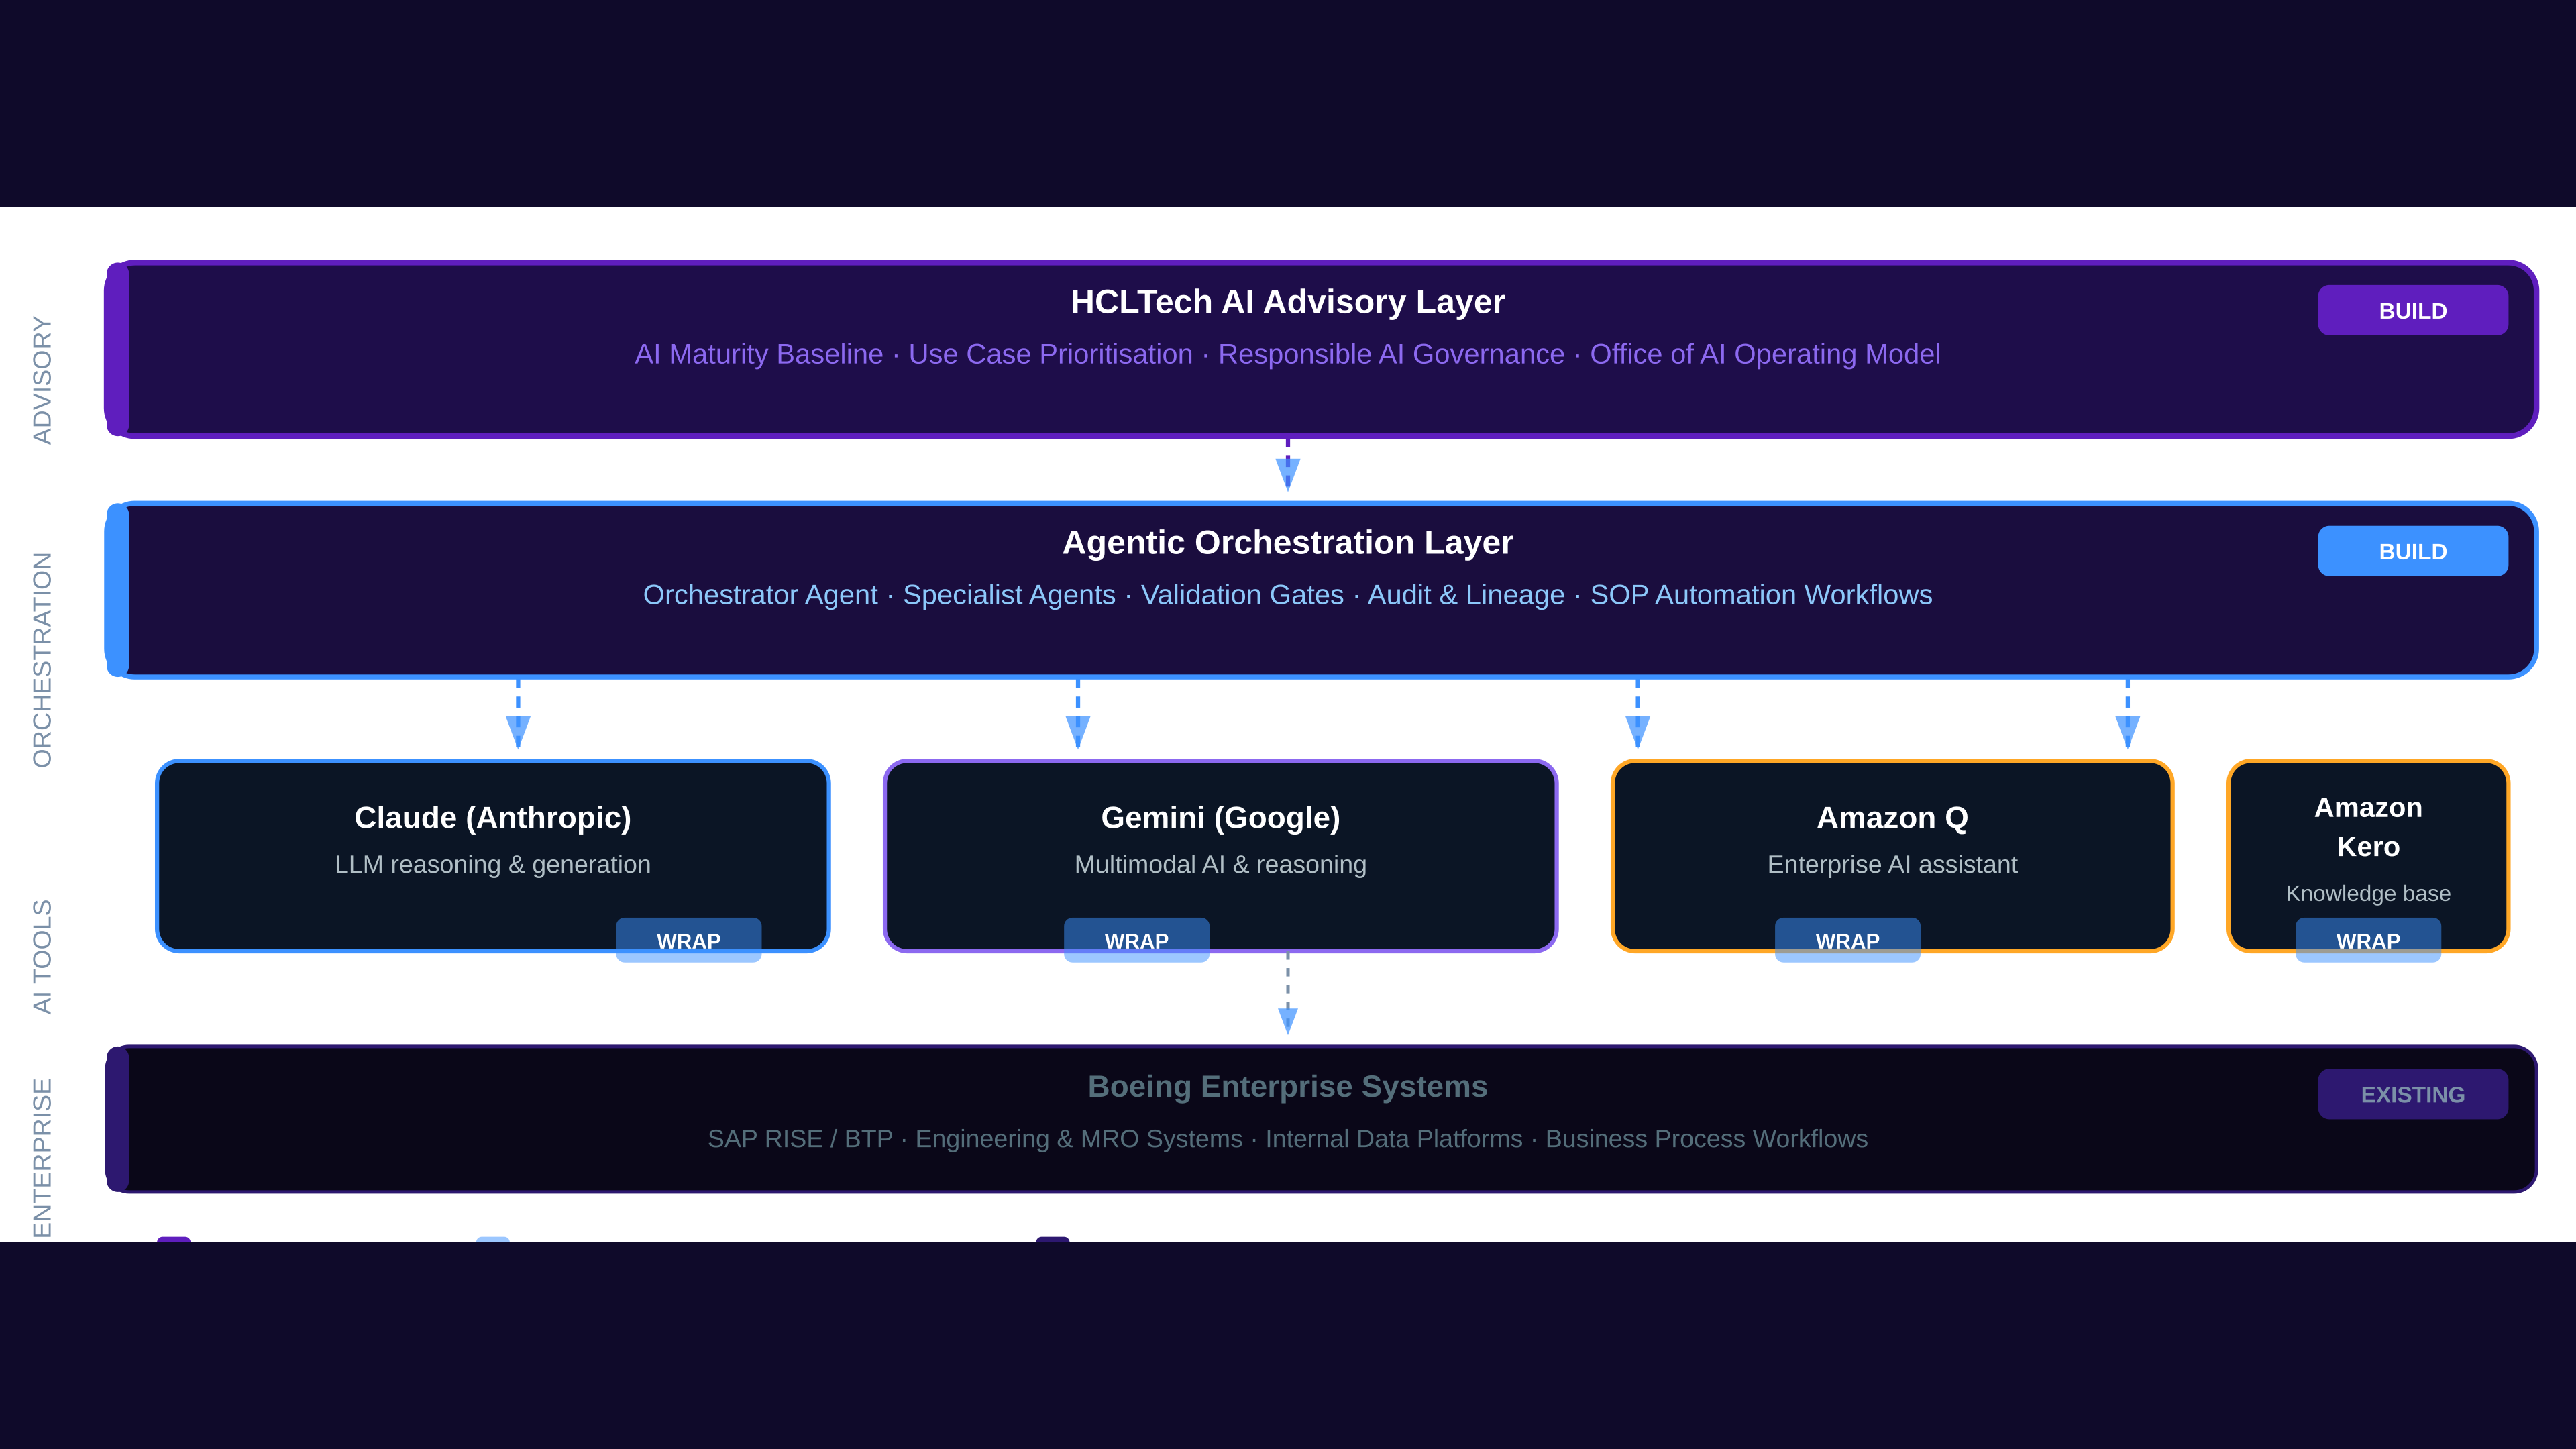 ADVISORY
HCLTech AI Advisory Layer
BUILD
AI Maturity Baseline · Use Case Prioritisation · Responsible AI Governance · Office of AI Operating Model
ORCHESTRATION
Agentic Orchestration Layer
BUILD
Orchestrator Agent · Specialist Agents · Validation Gates · Audit & Lineage · SOP Automation Workflows
AI TOOLS
Claude (Anthropic)
LLM reasoning & generation
WRAP
Gemini (Google)
Multimodal AI & reasoning
WRAP
Amazon Q
Enterprise AI assistant
WRAP
Amazon
Kero
Knowledge base
WRAP
ENTERPRISE
Boeing Enterprise Systems
EXISTING
SAP RISE / BTP · Engineering & MRO Systems · Internal Data Platforms · Business Process Workflows